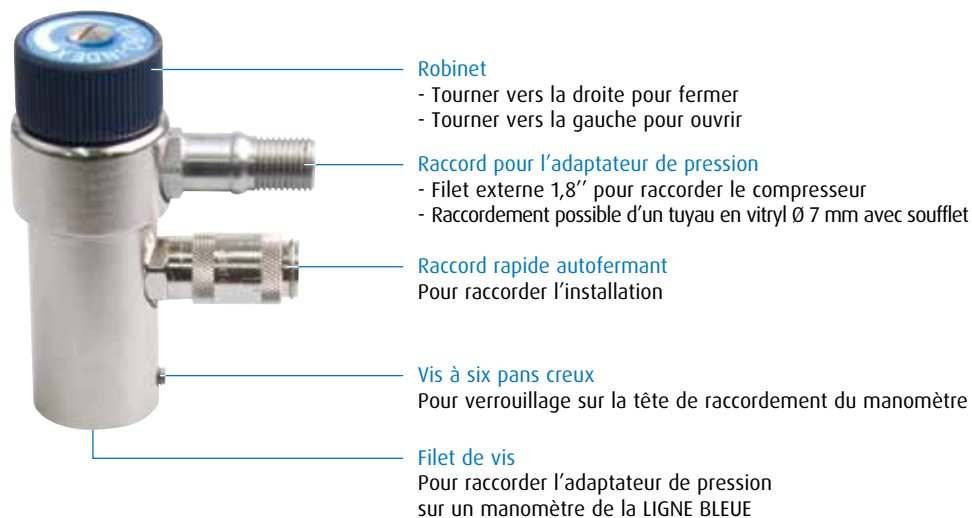 Robinet
- Tourner vers la droite pour fermer
- Tourner vers la gauche pour ouvrir
Raccord pour l’adaptateur de pression
- Filet externe 1,8’’ pour raccorder le compresseur
- Raccordement possible d’un tuyau en vitryl Ø 7 mm avec soufflet
Raccord rapide autofermant
Pour raccorder l’installation
Vis à six pans creux
Pour verrouillage sur la tête de raccordement du manomètre
Filet de vis
Pour raccorder l’adaptateur de pression
sur un manomètre de la LIGNE BLEUE